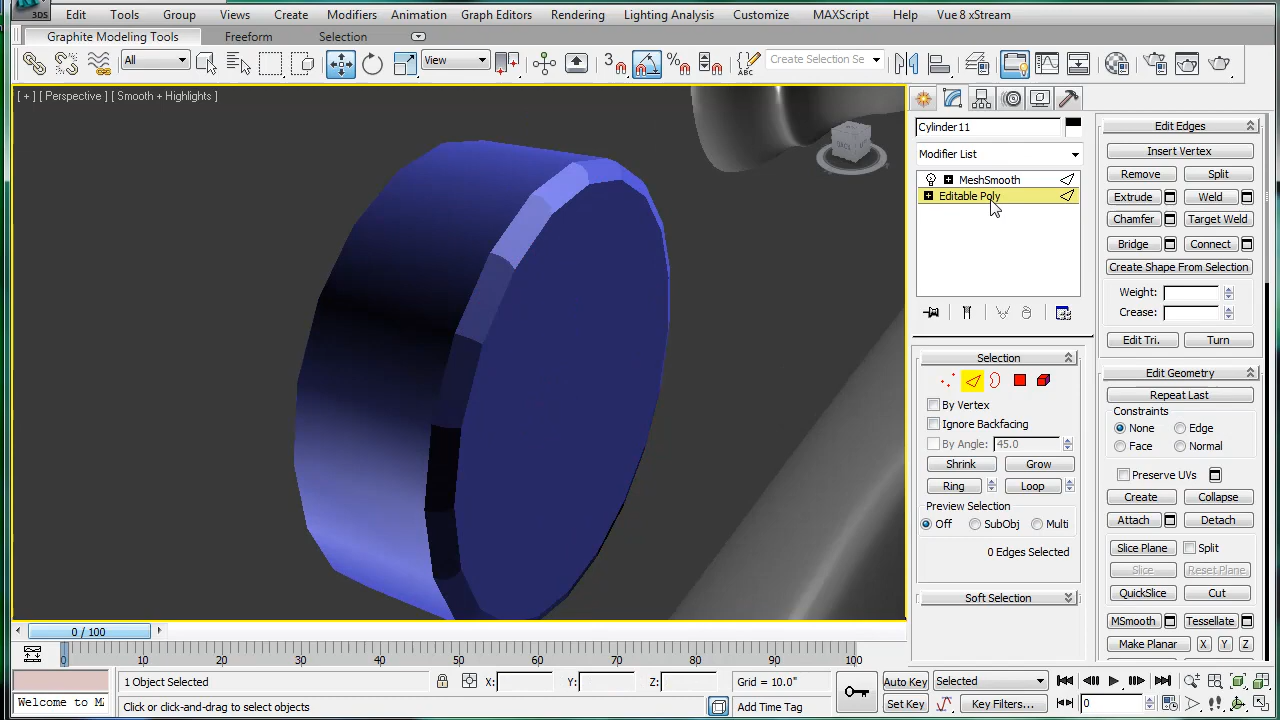 3DS Edit Tools Group Views Create Modifiers Animation Graph Editors Rendering Lighting Analysis Customize MAXScript Help Vue 8 xStream
Graphite Modeling Tools Freeform Selection
All View 3 % ABC Create Selection Se
[ + ] [ Perspective ] [ Smooth + Highlights ]
Cylinder11
Modifier List
MeshSmooth
Editable Poly
Selection
By Vertex
Ignore Backfacing
By Angle: 45.0
Shrink Grow
Ring Loop
Preview Selection
Off SubObj Multi
0 Edges Selected
Soft Selection
Edit Edges
Insert Vertex
Remove Split
Extrude Weld
Chamfer Target Weld
Bridge Connect
Create Shape From Selection
Weight:
Crease:
Edit Tri. Turn
Edit Geometry
Repeat Last
Constraints
None Edge
Face Normal
Preserve UVs
Create Collapse
Attach Detach
Slice Plane Split
Slice Reset Plane
QuickSlice Cut
MSmooth Tessellate
Make Planar X Y Z
0 / 100
0 10 20 30 40 50 60 70 80 90 100
1 Object Selected X: Y: Z: Grid = 10.0" Auto Key Selected
Welcome to M Click or click-and-drag to select objects Add Time Tag Set Key Key Filters... 0